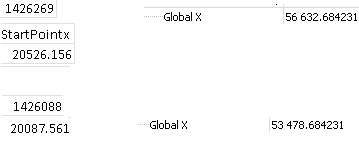 1426269
Global X 56 632.684231
StartPointx
20526.156
1426088
20087.561
Global X 53 478.684231